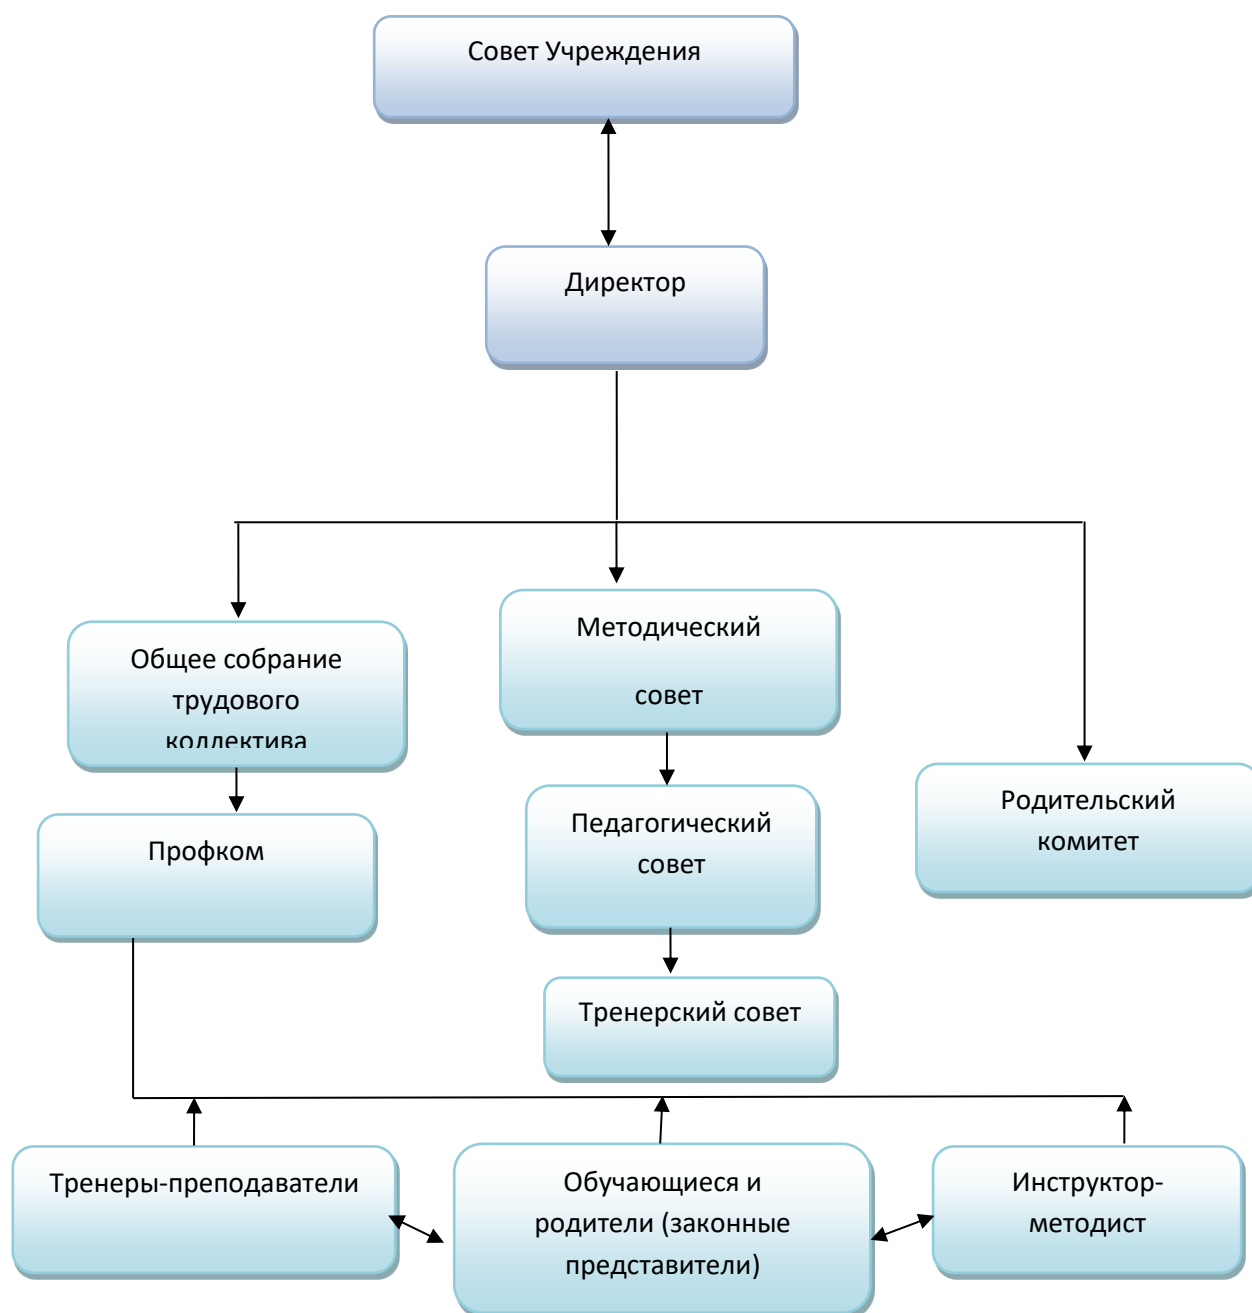 Совет Учреждения
Директор
Общее собрание
трудового
коллектива
Методический
совет
Родительский
комитет
Профком
Педагогический
совет
Тренерский совет
Тренеры-преподаватели
Обучающиеся и
родители (законные
представители)
Инструктор-
методист